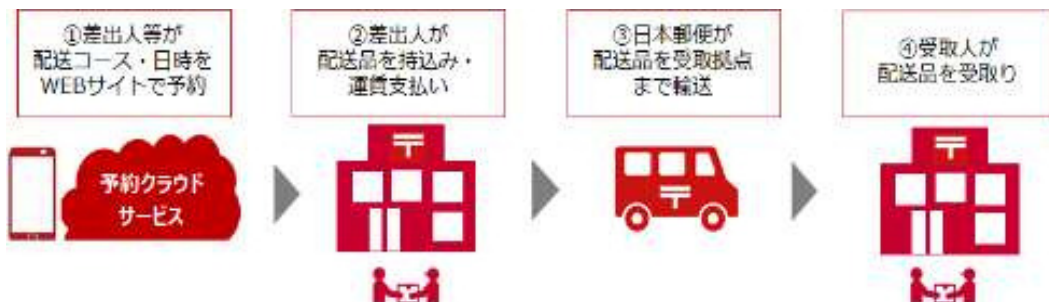 ①差出人等が
配送コース・日時を
WEBサイトで予約
②差出人が
配送品を持込み・
運賃支払い
③日本郵便が
配送品を受取拠点
まで輸送
④受取人が
配送品を受取り
予約クラウド
サービス
〒
〒
〒